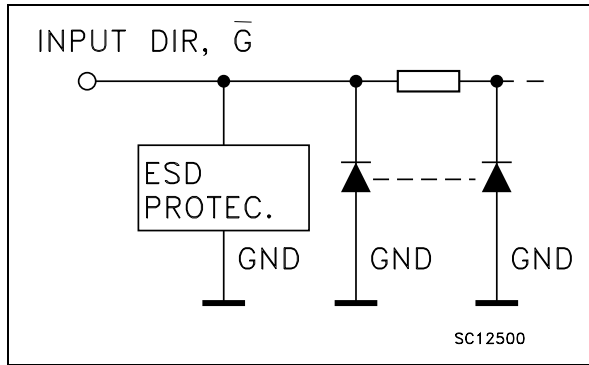 INPUT DIR, G̅
ESD
PROTEC.
GND
GND
GND
SC12500